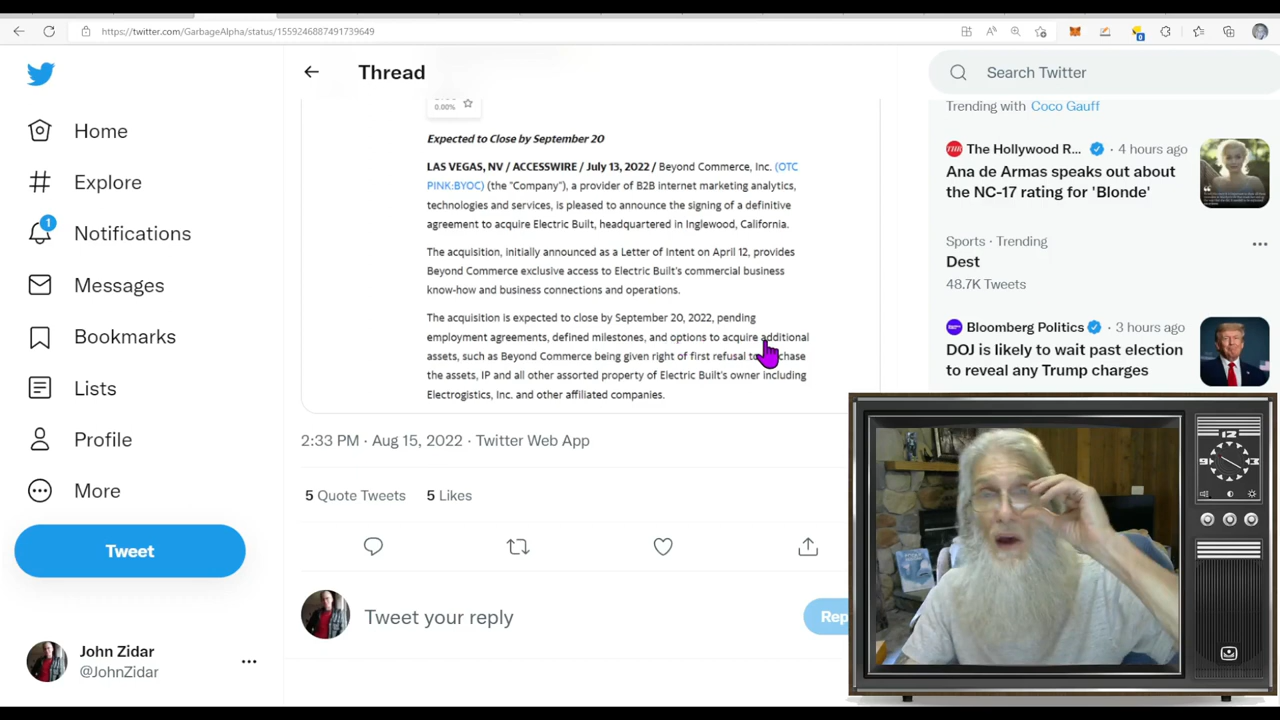 https://twitter.com/GarbageAlpha/status/1559246887491739649
Home
Explore
1
Notifications
Messages
Bookmarks
Lists
Profile
More
Tweet
John Zidar
@JohnZidar
Thread
0.00%
Expected to Close by September 20
LAS VEGAS, NV / ACCESSWIRE / July 13, 2022 / Beyond Commerce, Inc. (OTC
PINK:BYOC) (the "Company"), a provider of B2B internet marketing analytics,
technologies and services, is pleased to announce the signing of a definitive
agreement to acquire Electric Built, headquartered in Inglewood, California.
The acquisition, initially announced as a Letter of Intent on April 12, provides
Beyond Commerce exclusive access to Electric Built's commercial business
know-how and business connections and operations.
The acquisition is expected to close by September 20, 2022, pending
employment agreements, defined milestones, and options to acquire additional
assets, such as Beyond Commerce being given right of first refusal to
the assets, IP and all other assorted property of Electric Built's owner including
Electrogistics, Inc. and other affiliated companies.
2:33 PM · Aug 15, 2022 · Twitter Web App
5 Quote Tweets 5 Likes
Tweet your reply
Rep
Search Twitter
Trending with Coco Gauff
The Hollywood R... · 4 hours ago
Ana de Armas speaks out about
the NC-17 rating for 'Blonde'
Sports · Trending
Dest
48.7K Tweets
Bloomberg Politics · 3 hours ago
DOJ is likely to wait past election
to reveal any Trump charges
12
9 3